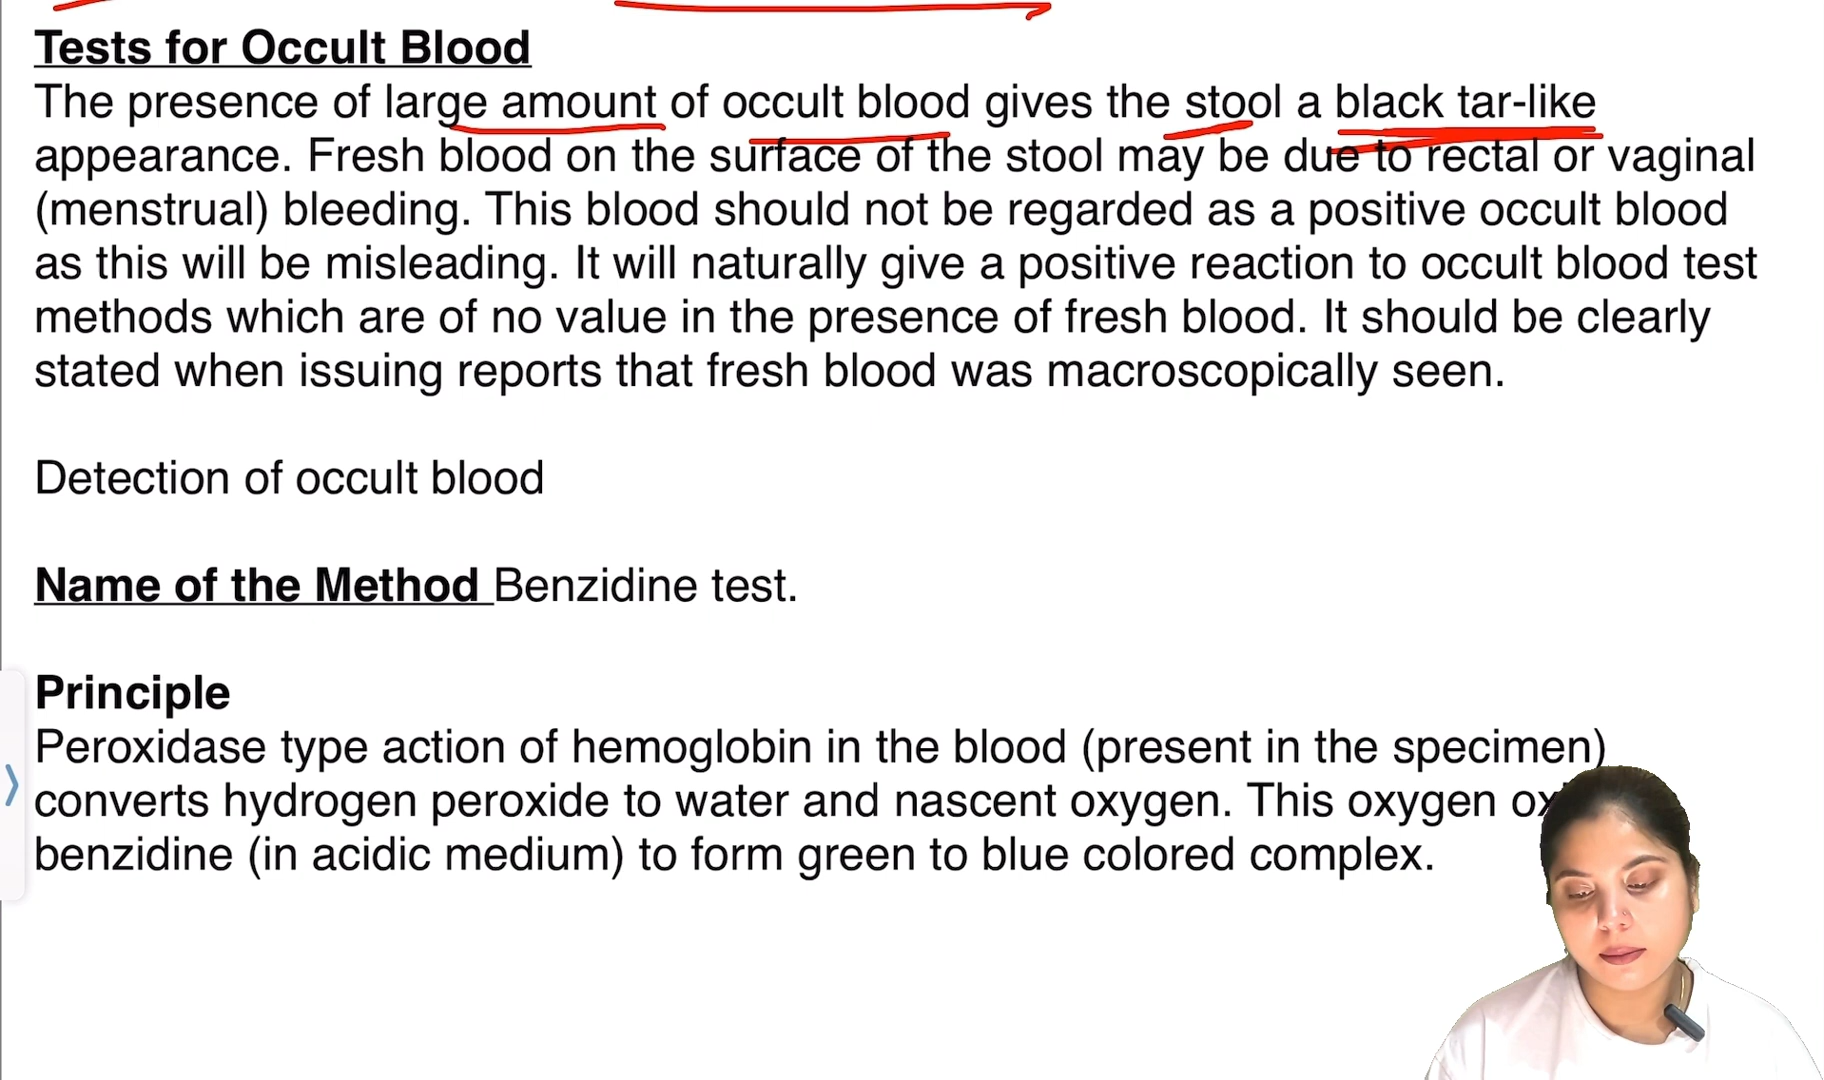 Tests for Occult Blood
The presence of large amount of occult blood gives the stool a black tar-like
appearance. Fresh blood on the surface of the stool may be due to rectal or vaginal
(menstrual) bleeding. This blood should not be regarded as a positive occult blood
as this will be misleading. It will naturally give a positive reaction to occult blood test
methods which are of no value in the presence of fresh blood. It should be clearly
stated when issuing reports that fresh blood was macroscopically seen.
Detection of occult blood
Name of the Method Benzidine test.
Principle
Peroxidase type action of hemoglobin in the blood (present in the specimen)
converts hydrogen peroxide to water and nascent oxygen. This oxygen
benzidine (in acidic medium) to form green to blue colored complex.